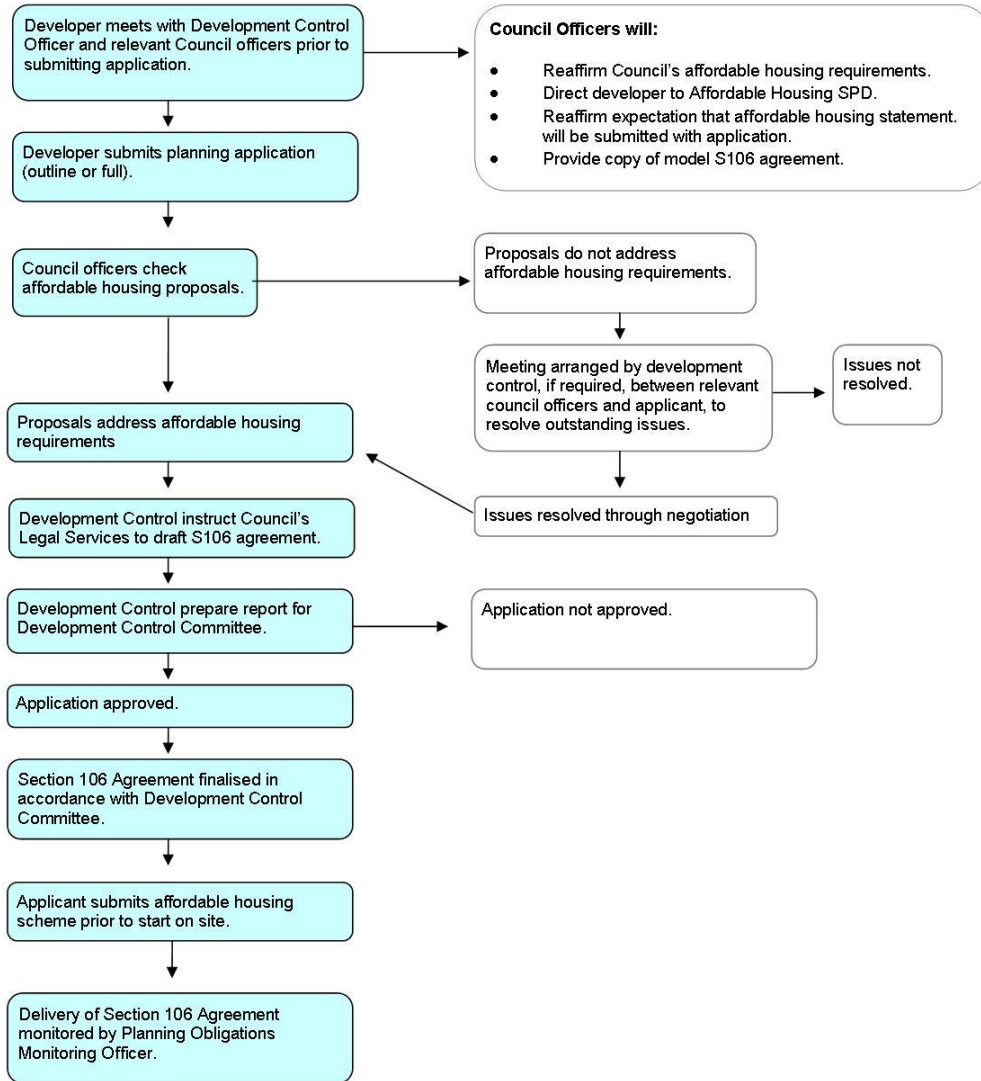 Developer meets with Development Control
Officer and relevant Council officers prior to
submitting application.
Council Officers will:
● Reaffirm Council's affordable housing requirements.
● Direct developer to Affordable Housing SPD.
● Reaffirm expectation that affordable housing statement.
will be submitted with application.
● Provide copy of model S106 agreement.
Developer submits planning application
(outline or full).
Council officers check
affordable housing proposals.
Proposals do not address
affordable housing requirements.
Meeting arranged by development
control, if required, between relevant
council officers and applicant, to
resolve outstanding issues.
Issues not
resolved.
Issues resolved through negotiation
Proposals address affordable housing
requirements
Development Control instruct Council's
Legal Services to draft S106 agreement.
Development Control prepare report for
Development Control Committee.
Application not approved.
Application approved.
Section 106 Agreement finalised in
accordance with Development Control
Committee.
Applicant submits affordable housing
scheme prior to start on site.
Delivery of Section 106 Agreement
monitored by Planning Obligations
Monitoring Officer.